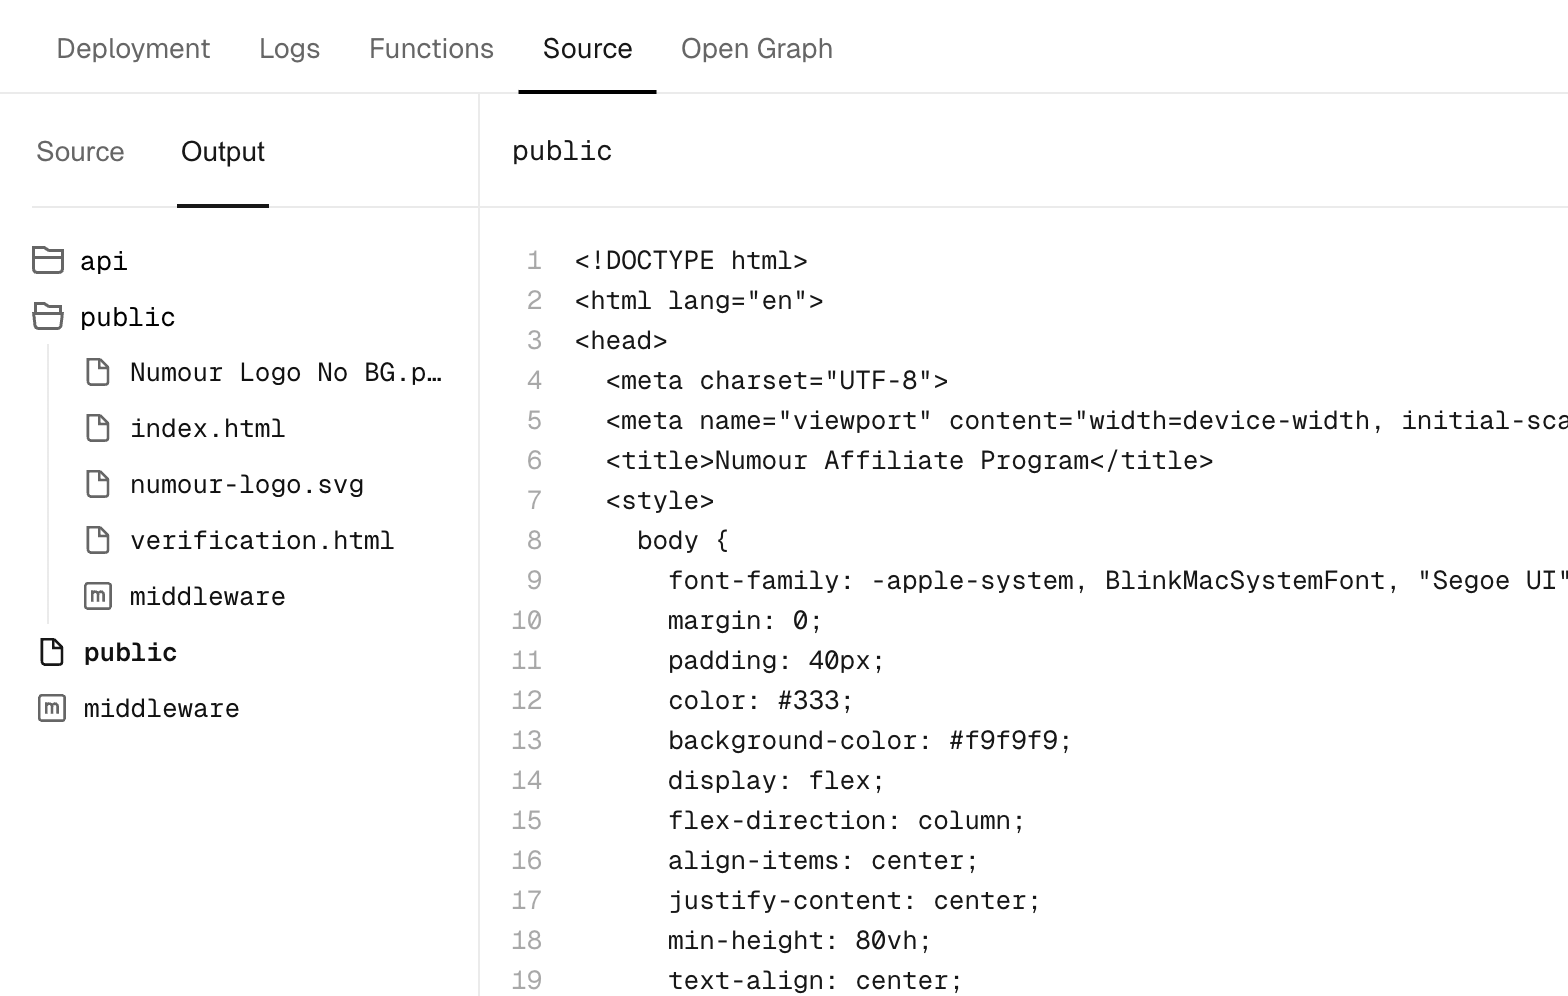 Deployment Logs Functions Source Open Graph
Source Output
public
api
public
Numour Logo No BG.p…
index.html
numour-logo.svg
verification.html
m middleware
public
m middleware
1 <!DOCTYPE html>
2 <html lang="en">
3 <head>
4   <meta charset="UTF-8">
5   <meta name="viewport" content="width=device-width, initial-sca
6   <title>Numour Affiliate Program</title>
7   <style>
8     body {
9       font-family: -apple-system, BlinkMacSystemFont, "Segoe UI"
10       margin: 0;
11       padding: 40px;
12       color: #333;
13       background-color: #f9f9f9;
14       display: flex;
15       flex-direction: column;
16       align-items: center;
17       justify-content: center;
18       min-height: 80vh;
19       text-align: center;